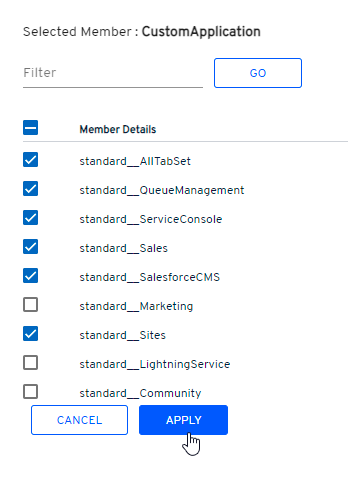 Selected Member : CustomApplication
Filter
GO
Member Details
standard__AllTabSet
standard__QueueManagement
standard__ServiceConsole
standard__Sales
standard__SalesforceCMS
standard__Marketing
standard__Sites
standard__LightningService
standard__Community
CANCEL
APPLY